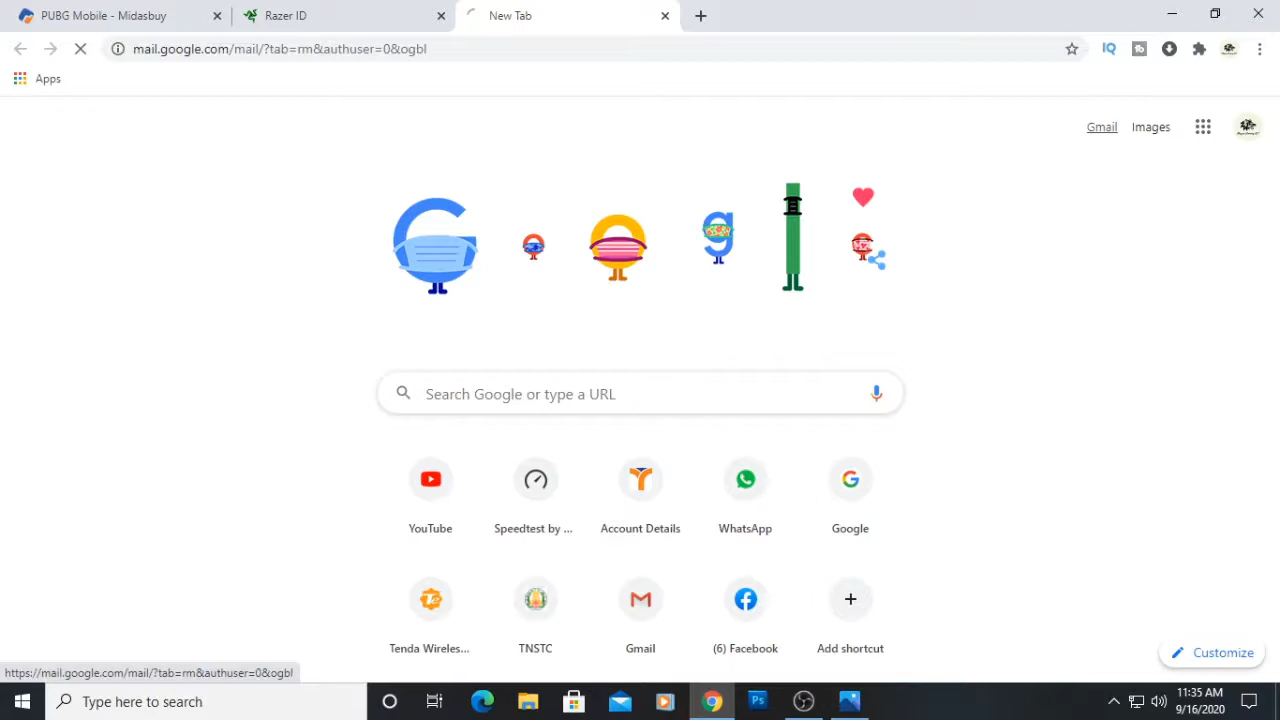 PUBG Mobile - Midasbuy
Razer ID
New Tab
mail.google.com/mail/?tab=rm&authuser=0&ogbl
Apps
Gmail
Images
Search Google or type a URL
YouTube
Speedtest by ...
Account Details
WhatsApp
Google
Tenda Wireles...
TNSTC
Gmail
(6) Facebook
Add shortcut
Customize
https://mail.google.com/mail/?tab=rm&authuser=0&ogbl
Type here to search
Ps
11:35 AM
9/16/2020